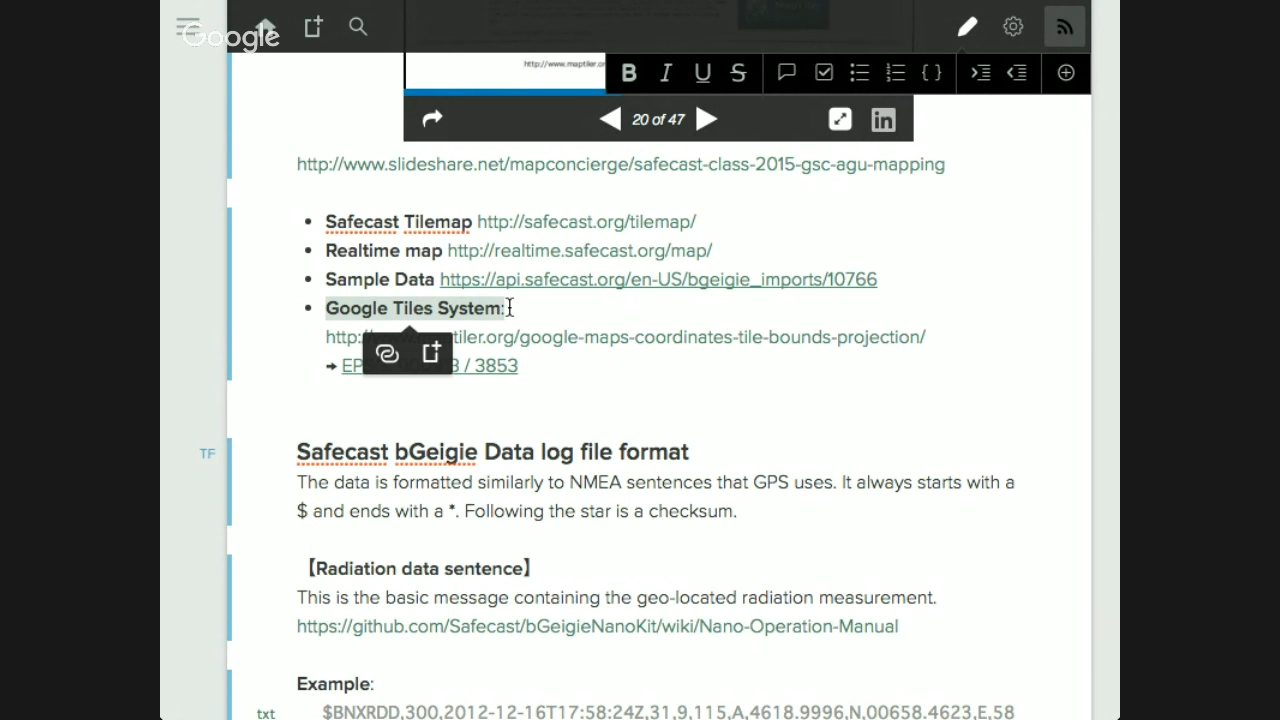 Google
http://www.maptiler.or
B I U S
20 of 47
in
http://www.slideshare.net/mapconcierge/safecast-class-2015-gsc-agu-mapping
• Safecast Tilemap http://safecast.org/tilemap/
• Realtime map http://realtime.safecast.org/map/
• Sample Data https://api.safecast.org/en-US/bgeigie_imports/10766
• Google Tiles System:
http://w tiler.org/google-maps-coordinates-tile-bounds-projection/
→ EP 3 / 3853
TF
Safecast bGeigie Data log file format
The data is formatted similarly to NMEA sentences that GPS uses. It always starts with a
$ and ends with a *. Following the star is a checksum.
【Radiation data sentence】
This is the basic message containing the geo-located radiation measurement.
https://github.com/Safecast/bGeigieNanoKit/wiki/Nano-Operation-Manual
Example:
txt $BNXRDD,300,2012-12-16T17:58:24Z,31,9,115,A,4618.9996,N,00658.4623,E,58